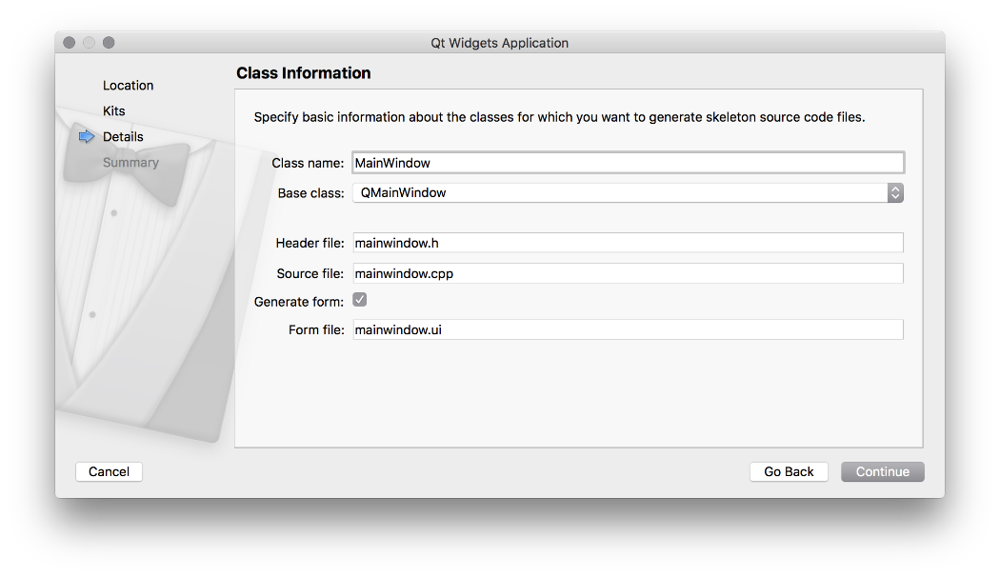 Qt Widgets Application
Location
Kits
Details
Summary
Class Information
Specify basic information about the classes for which you want to generate skeleton source code files.
Class name: MainWindow
Base class: QMainWindow
Header file: mainwindow.h
Source file: mainwindow.cpp
Generate form:
Form file: mainwindow.ui
Cancel
Go Back
Continue